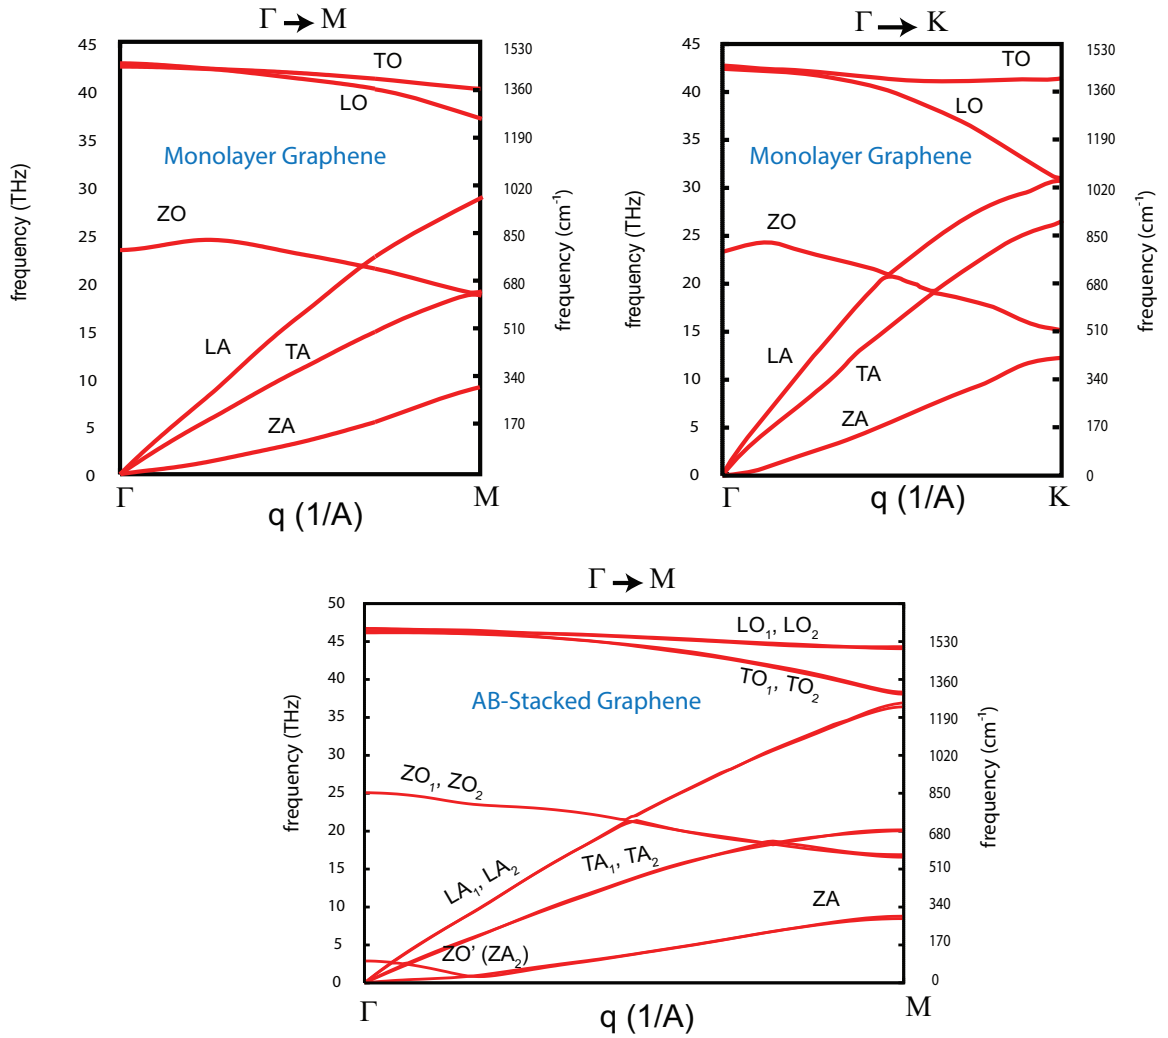 Γ → M
45
40
35
30
25
20
15
10
5
0
frequency (THz)
1530
1360
1190
1020
850
680
510
340
170
frequency (cm⁻¹)
TO
LO
Monolayer Graphene
ZO
LA
TA
ZA
Γ
M
q (1/A)
Γ → K
45
40
35
30
25
20
15
10
5
0
frequency (THz)
1530
1360
1190
1020
850
680
510
340
170
0
frequency (cm⁻¹)
TO
LO
Monolayer Graphene
ZO
LA
TA
ZA
Γ
K
q (1/A)
Γ → M
50
45
40
35
30
25
20
15
10
5
0
frequency (THz)
1530
1360
1190
1020
850
680
510
340
170
0
frequency (cm⁻¹)
LO₁, LO₂
TO₁, TO₂
AB-Stacked Graphene
ZO₁, ZO₂
LA₁, LA₂
TA₁, TA₂
ZA
ZO' (ZA₂)
Γ
M
q (1/A)